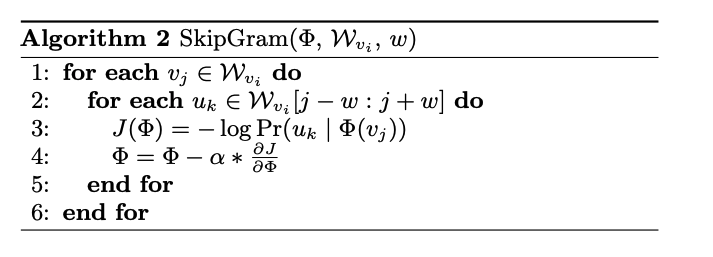 Algorithm 2 SkipGram(Φ, 𝒲_{v_i}, w)
1: for each v_j ∈ 𝒲_{v_i} do
2: for each u_k ∈ 𝒲_{v_i}[j − w : j + w] do
3: J(Φ) = − log Pr(u_k | Φ(v_j))
4: Φ = Φ − α ∗ ∂J/∂Φ
5: end for
6: end for